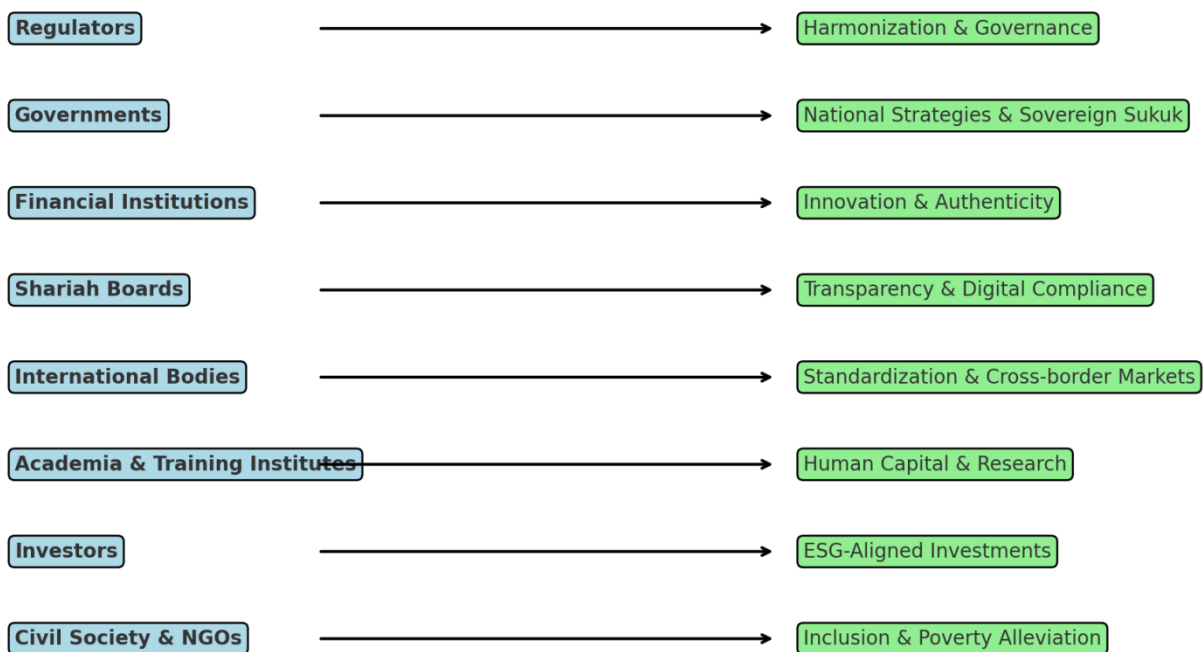 Regulators
Harmonization & Governance
Governments
National Strategies & Sovereign Sukuk
Financial Institutions
Innovation & Authenticity
Shariah Boards
Transparency & Digital Compliance
International Bodies
Standardization & Cross-border Markets
Academia & Training Institutes
Human Capital & Research
Investors
ESG-Aligned Investments
Civil Society & NGOs
Inclusion & Poverty Alleviation